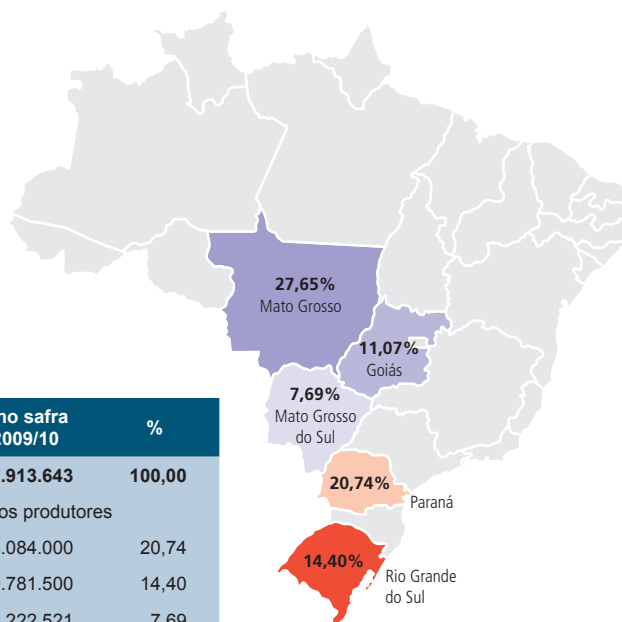 27,65%
Mato Grosso
11,07%
Goiás
7,69%
Mato Grosso
do Sul
20,74%
Paraná
14,40%
Rio Grande
do Sul
safra
2009/10
%
.913.643 100,00
os produtores
.084.000 20,74
.781.500 14,40
222.521 7,69